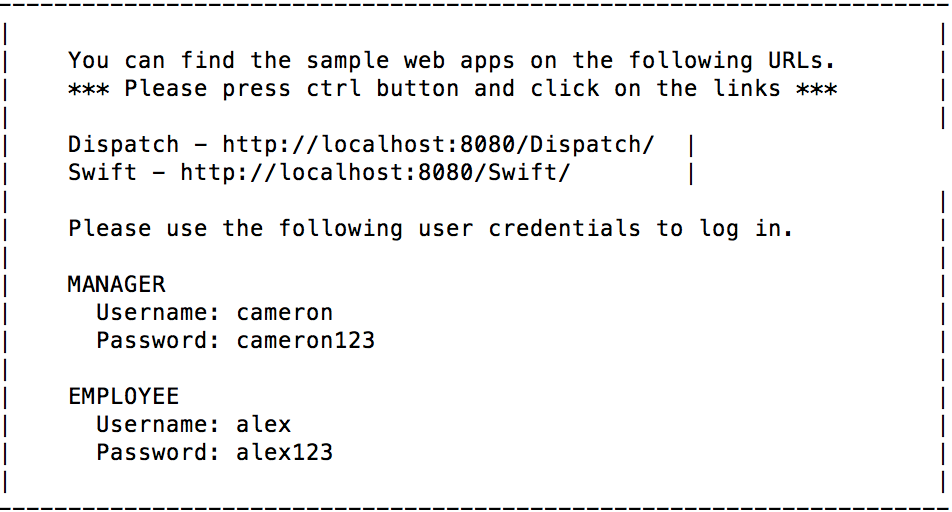 You can find the sample web apps on the following URLs.
*** Please press ctrl button and click on the links ***
Dispatch - http://localhost:8080/Dispatch/
Swift - http://localhost:8080/Swift/
Please use the following user credentials to log in.
MANAGER
Username: cameron
Password: cameron123
EMPLOYEE
Username: alex
Password: alex123